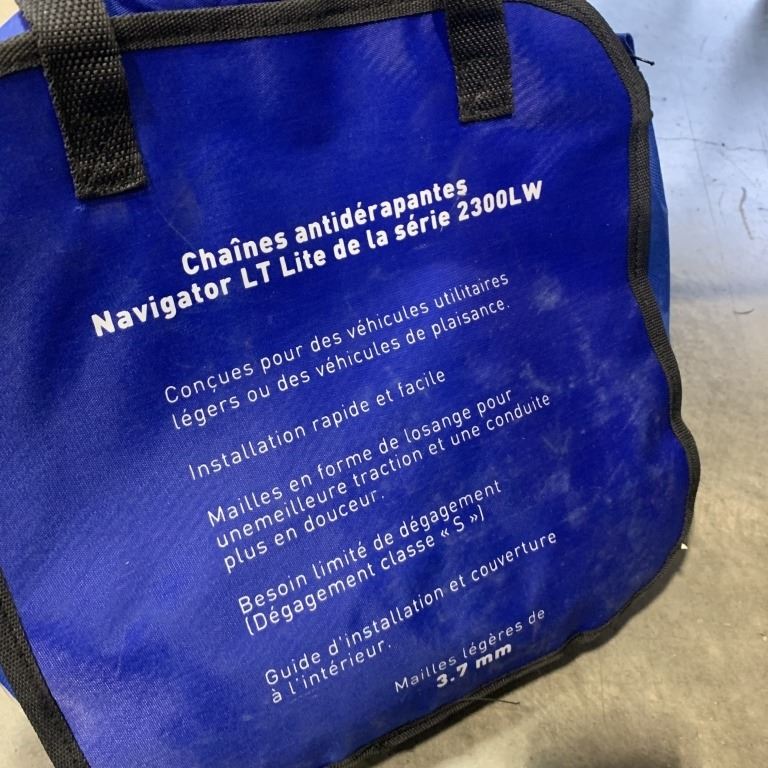 Chaînes antidérapantes
Navigator LT Lite de la série 2300LW
Conçues pour des véhicules utilitaires
légers ou des véhicules de plaisance.
Installation rapide et facile
Mailles en forme de losange pour
unemeilleure traction et une conduite
plus en douceur.
Besoin limité de dégagement
(Dégagement classe « S »)
Guide d'installation et couverture
à l'intérieur.
Mailles légères de
3.7 mm